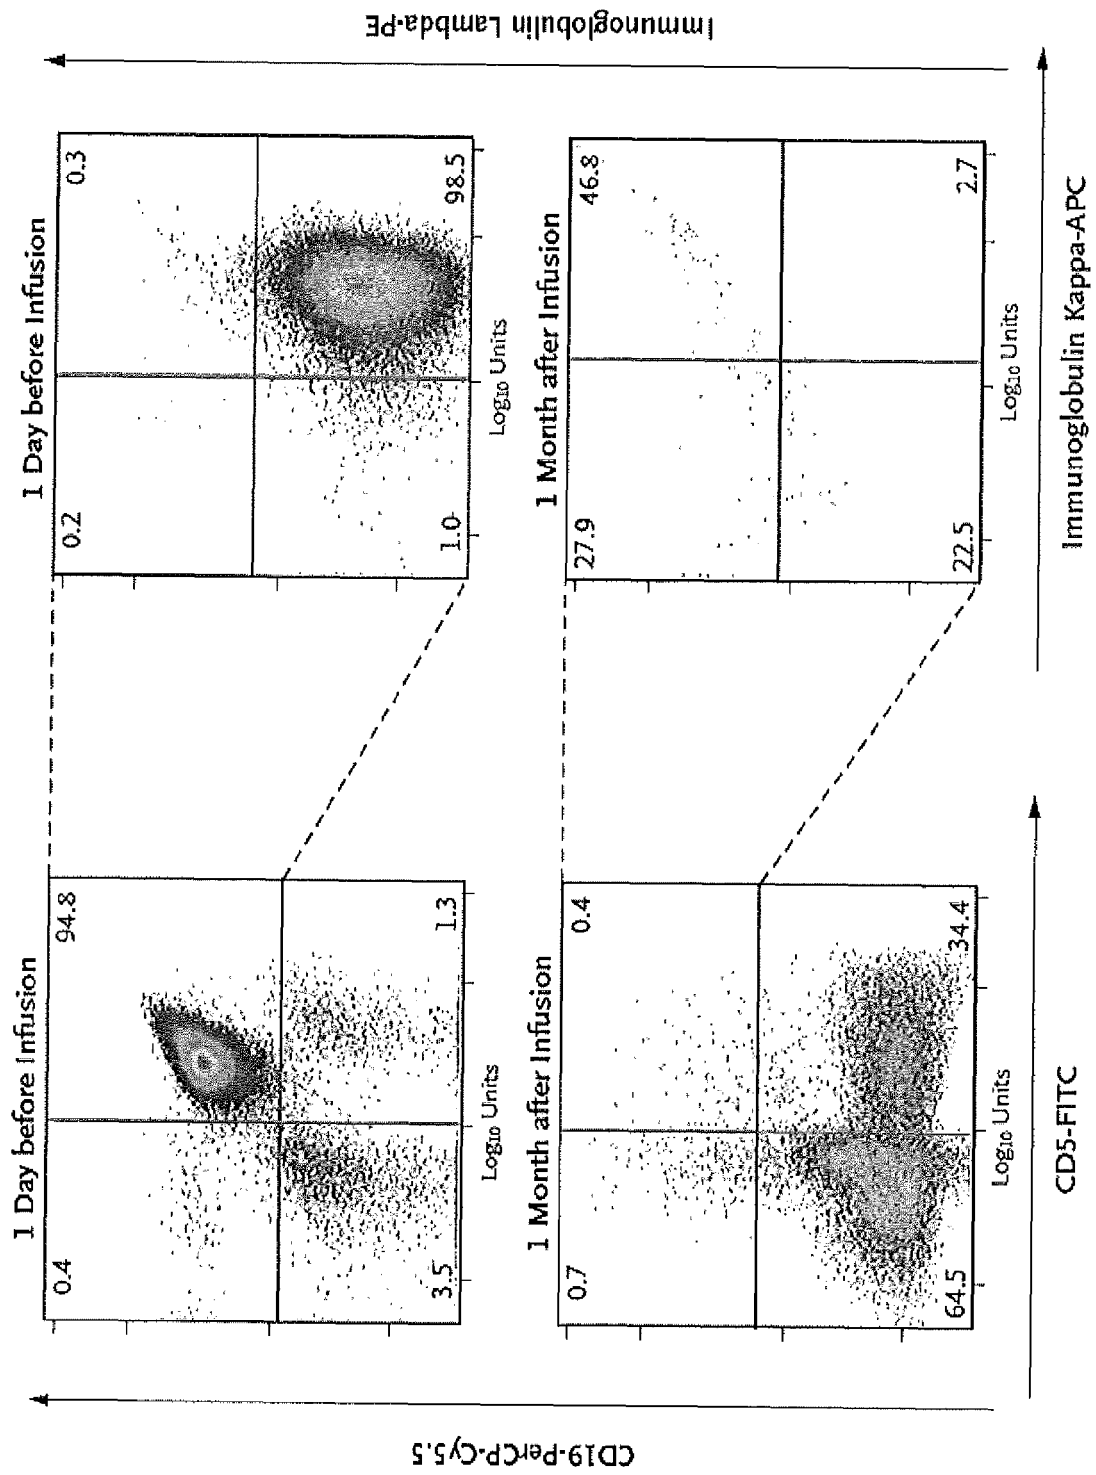 CD19-PerCP-Cy5.5
1 Day before Infusion
0.4
94.8
3.5
1.3
Log10 Units
1 Day before Infusion
0.2
0.3
1.0
98.5
Log10 Units
1 Month after Infusion
0.7
0.4
64.5
34.4
Log10 Units
1 Month after Infusion
27.9
46.8
22.5
2.7
Log10 Units
CD5-FITC
Immunoglobulin Kappa-APC
Immunoglobulin Lambda-PE